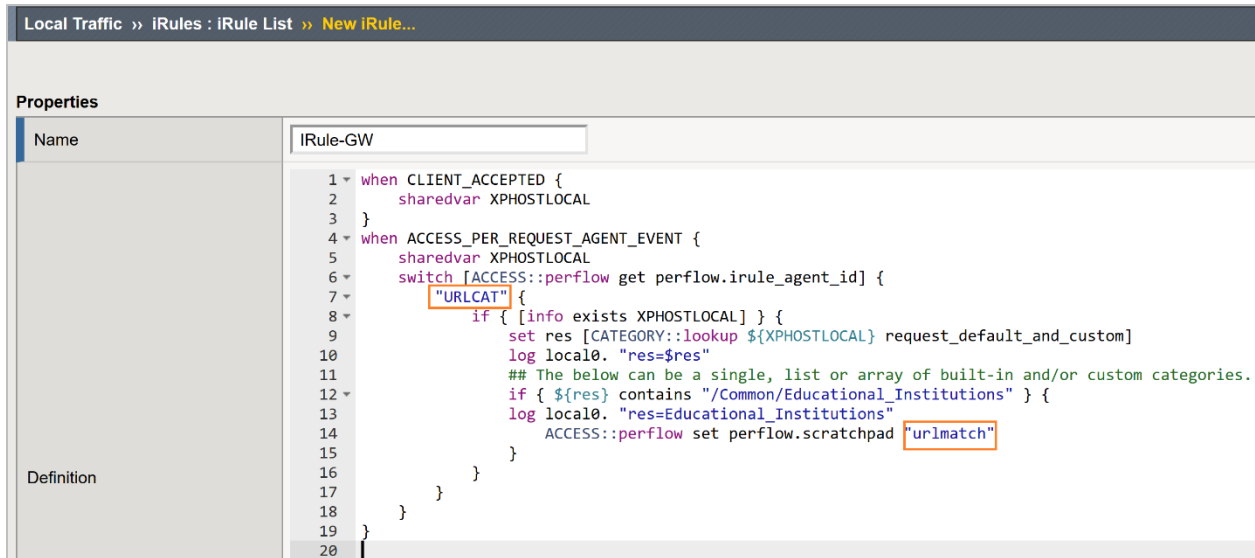 Local Traffic ›› iRules : iRule List ›› New iRule...
Properties
Name
IRule-GW
Definition
1 when CLIENT_ACCEPTED {
2     sharedvar XPHOSTLOCAL
3 }
4 when ACCESS_PER_REQUEST_AGENT_EVENT {
5     sharedvar XPHOSTLOCAL
6     switch [ACCESS::perflow get perflow.irule_agent_id] {
7         "URLCAT" {
8             if { [info exists XPHOSTLOCAL] } {
9                 set res [CATEGORY::lookup ${XPHOSTLOCAL} request_default_and_custom]
10                 log local0. "res=$res"
11                 ## The below can be a single, list or array of built-in and/or custom categories.
12                 if { ${res} contains "/Common/Educational_Institutions" } {
13                 log local0. "res=Educational_Institutions"
14                     ACCESS::perflow set perflow.scratchpad "urlmatch"
15                 }
16             }
17         }
18     }
19 }
20